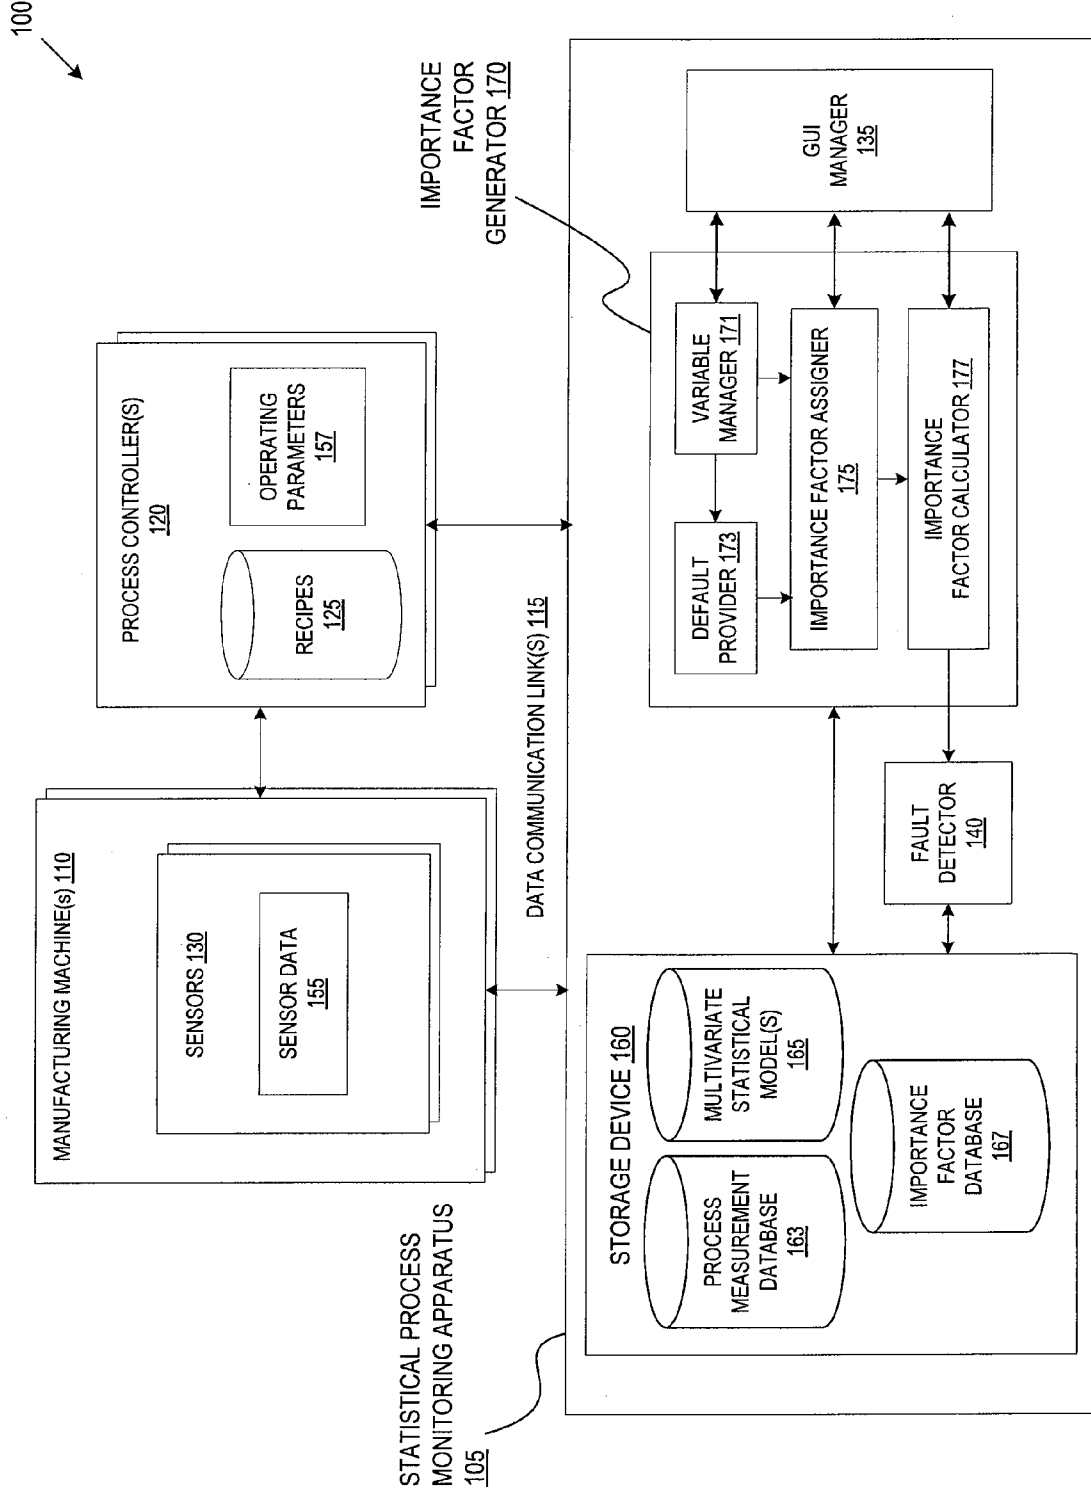 100
MANUFACTURING MACHINE(s) 110
SENSORS 130
SENSOR DATA
155
PROCESS CONTROLLER(S)
120
RECIPES
125
OPERATING
PARAMETERS
157
DATA COMMUNICATION LINK(S) 115
STATISTICAL PROCESS
MONITORING APPARATUS
105
IMPORTANCE
FACTOR
GENERATOR 170
STORAGE DEVICE 160
PROCESS
MEASUREMENT
DATABASE
163
MULTIVARIATE
STATISTICAL
MODEL(S)
165
IMPORTANCE
FACTOR
DATABASE
167
FAULT
DETECTOR
140
DEFAULT
PROVIDER 173
VARIABLE
MANAGER 171
IMPORTANCE FACTOR ASSIGNER
175
IMPORTANCE
FACTOR CALCULATOR 177
GUI
MANAGER
135